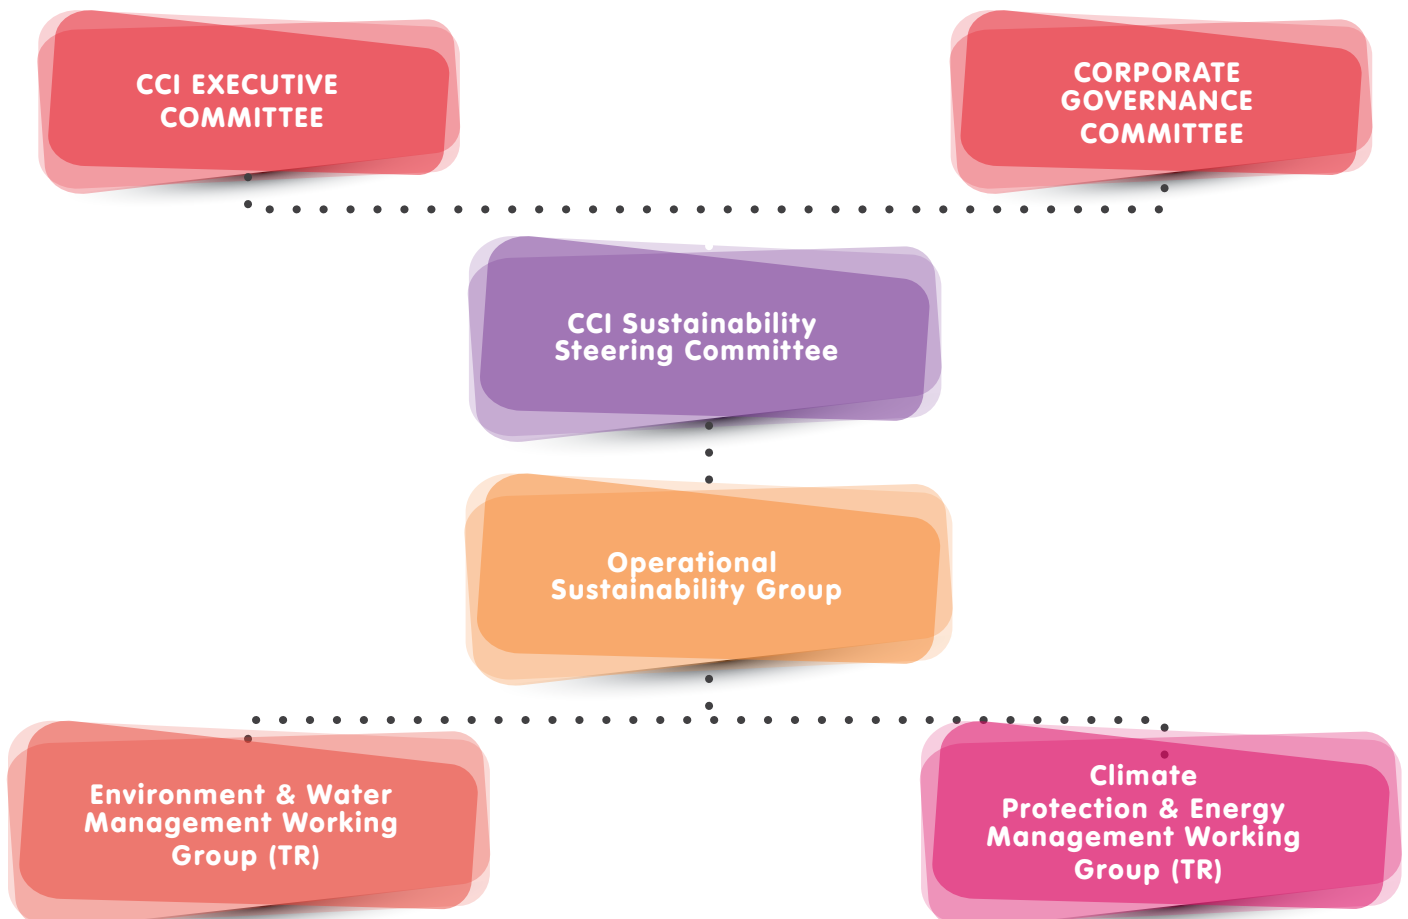 CCI EXECUTIVE
COMMITTEE
CORPORATE
GOVERNANCE
COMMITTEE
CCI Sustainability
Steering Committee
Operational
Sustainability Group
Environment & Water
Management Working
Group (TR)
Climate
Protection & Energy
Management Working
Group (TR)